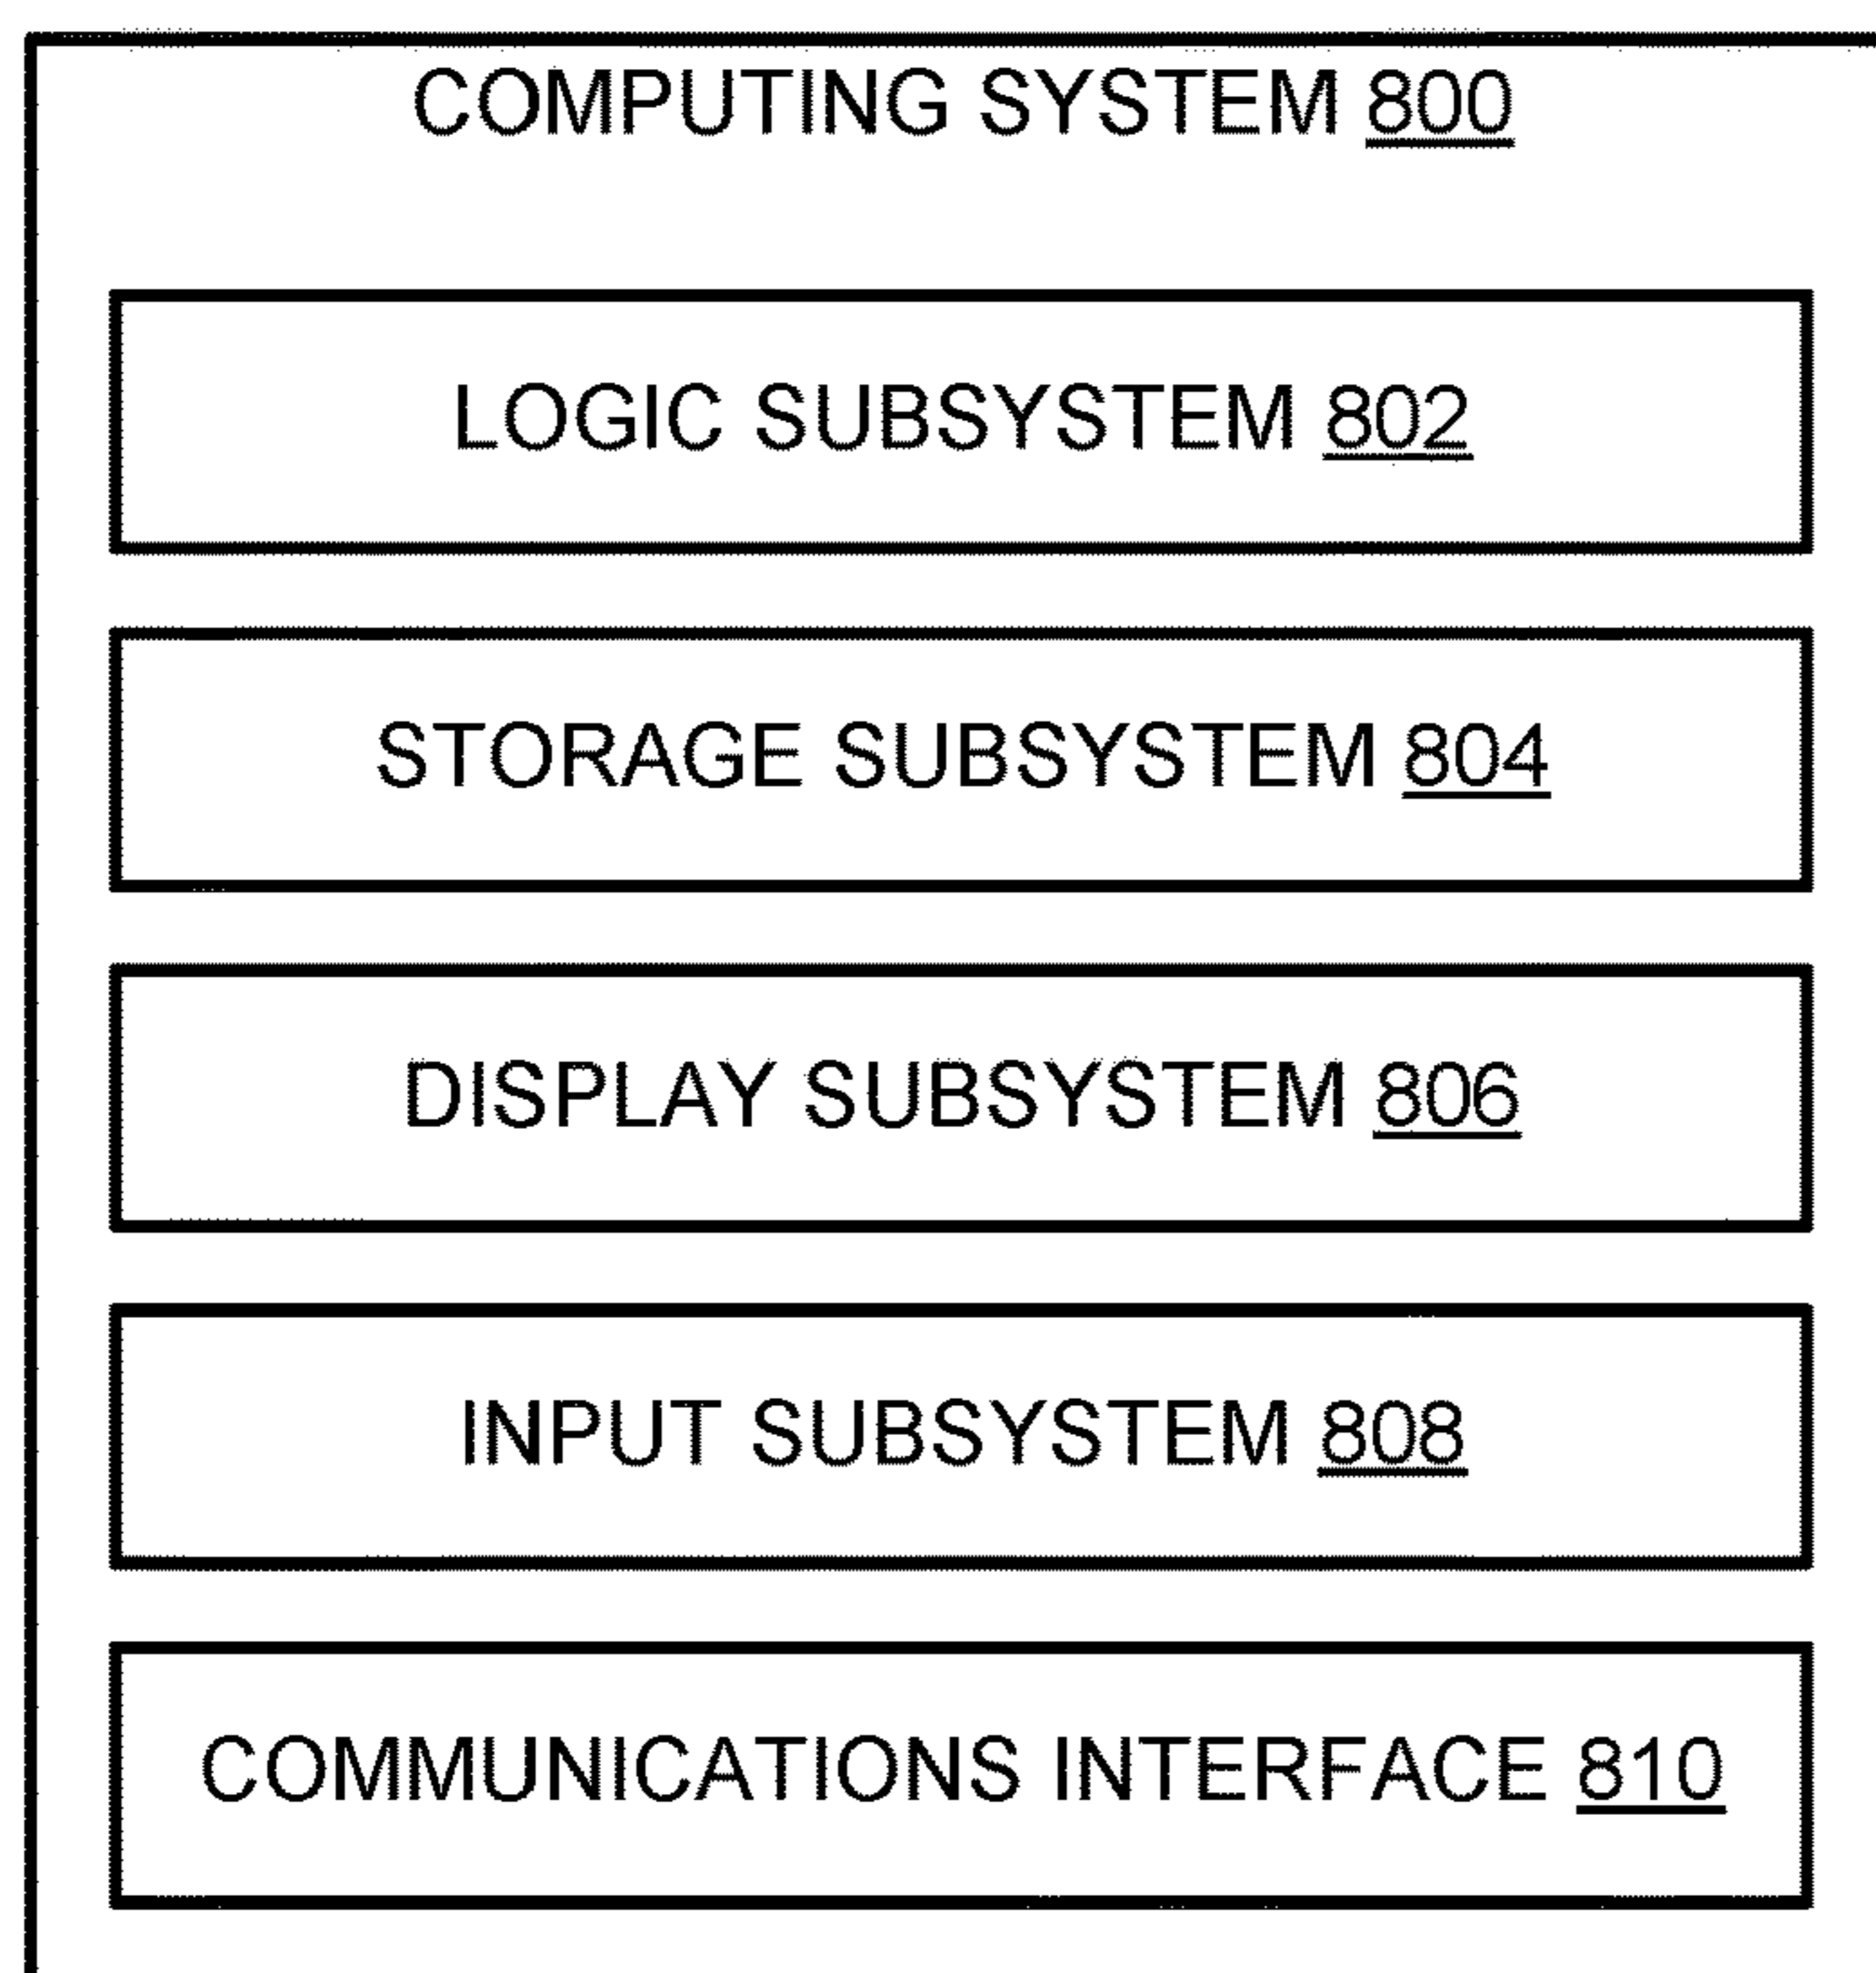 COMPUTING SYSTEM 800
LOGIC SUBSYSTEM 802
STORAGE SUBSYSTEM 804
DISPLAY SUBSYSTEM 806
INPUT SUBSYSTEM 808
COMMUNICATIONS INTERFACE 810